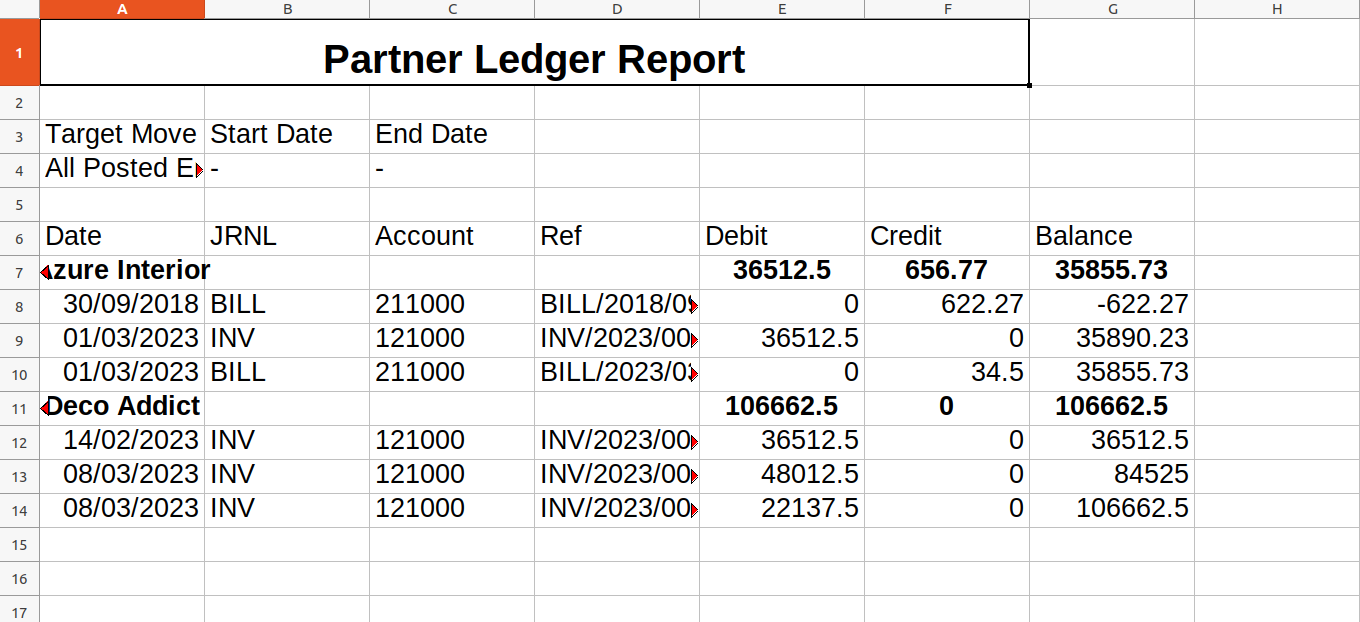 A B C D E F G H
1 Partner Ledger Report
2
3 Target Move Start Date End Date
4 All Posted - -
5
6 Date JRNL Account Ref Debit Credit Balance
7 Azure Interior 36512.5 656.77 35855.73
8 30/09/2018 BILL 211000 BILL/2018/0 0 622.27 -622.27
9 01/03/2023 INV 121000 INV/2023/00 36512.5 0 35890.23
10 01/03/2023 BILL 211000 BILL/2023/0 0 34.5 35855.73
11 Deco Addict 106662.5 0 106662.5
12 14/02/2023 INV 121000 INV/2023/00 36512.5 0 36512.5
13 08/03/2023 INV 121000 INV/2023/00 48012.5 0 84525
14 08/03/2023 INV 121000 INV/2023/00 22137.5 0 106662.5
15
16
17